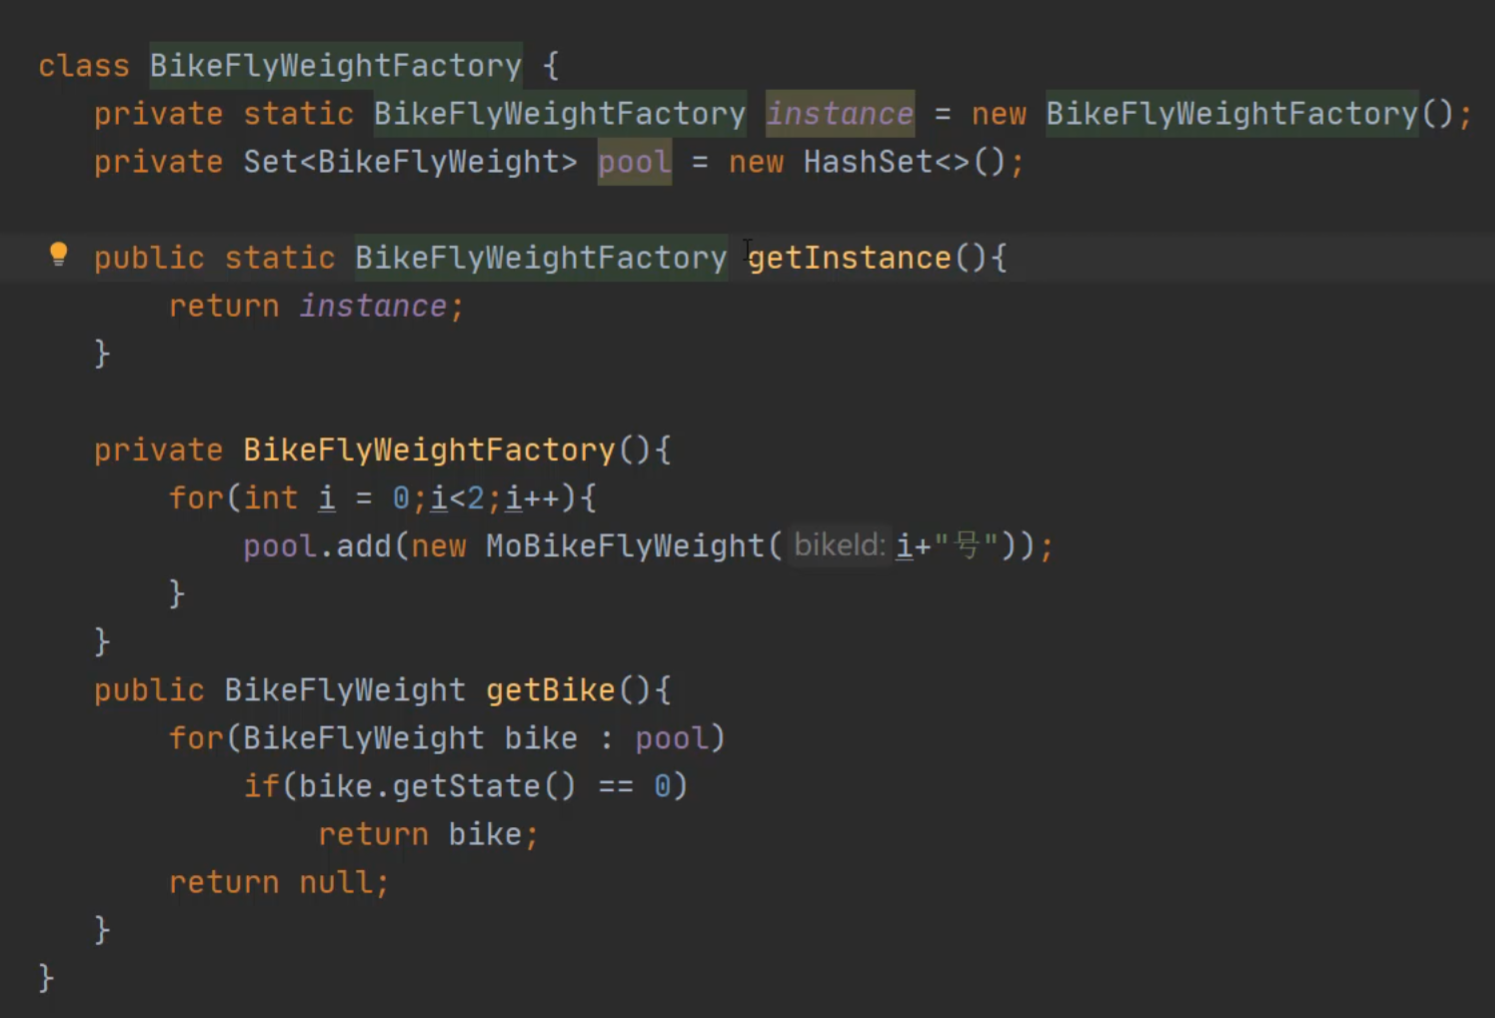 class BikeFlyWeightFactory {
private static BikeFlyWeightFactory instance = new BikeFlyWeightFactory();
private Set<BikeFlyWeight> pool = new HashSet<>();
public static BikeFlyWeightFactory getInstance(){
return instance;
}
private BikeFlyWeightFactory(){
for(int i = 0;i<2;i++){
pool.add(new MoBikeFlyWeight( bikeId: i+"号"));
}
}
public BikeFlyWeight getBike(){
for(BikeFlyWeight bike : pool)
if(bike.getState() == 0)
return bike;
return null;
}
}